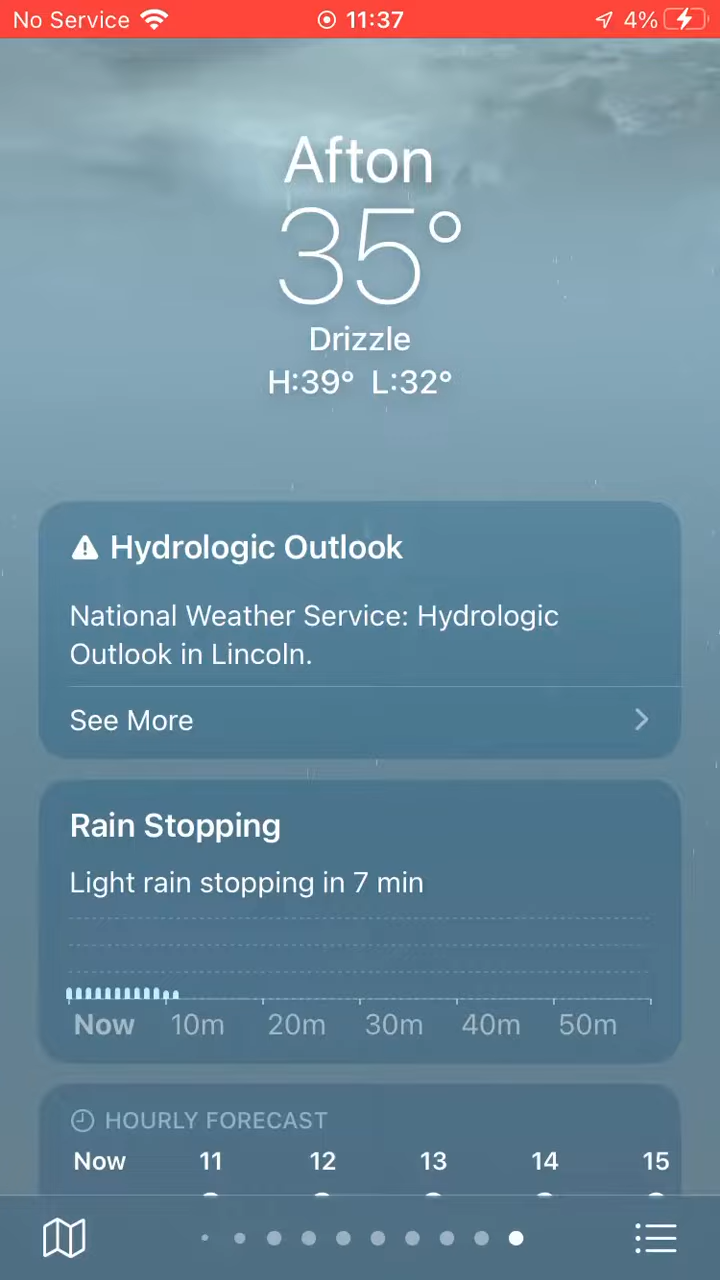 No Service 11:37 4%
Afton
35°
Drizzle
H:39° L:32°
Hydrologic Outlook
National Weather Service: Hydrologic
Outlook in Lincoln.
See More
Rain Stopping
Light rain stopping in 7 min
Now 10m 20m 30m 40m 50m
HOURLY FORECAST
Now 11 12 13 14 15